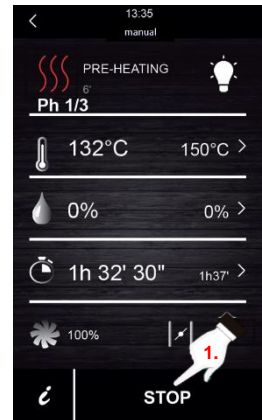 13:35
manual
PRE-HEATING
6'
Ph 1/3
132°C 150°C >
0% 0% >
1h 32' 30" 1h37' >
100%
1.
i STOP